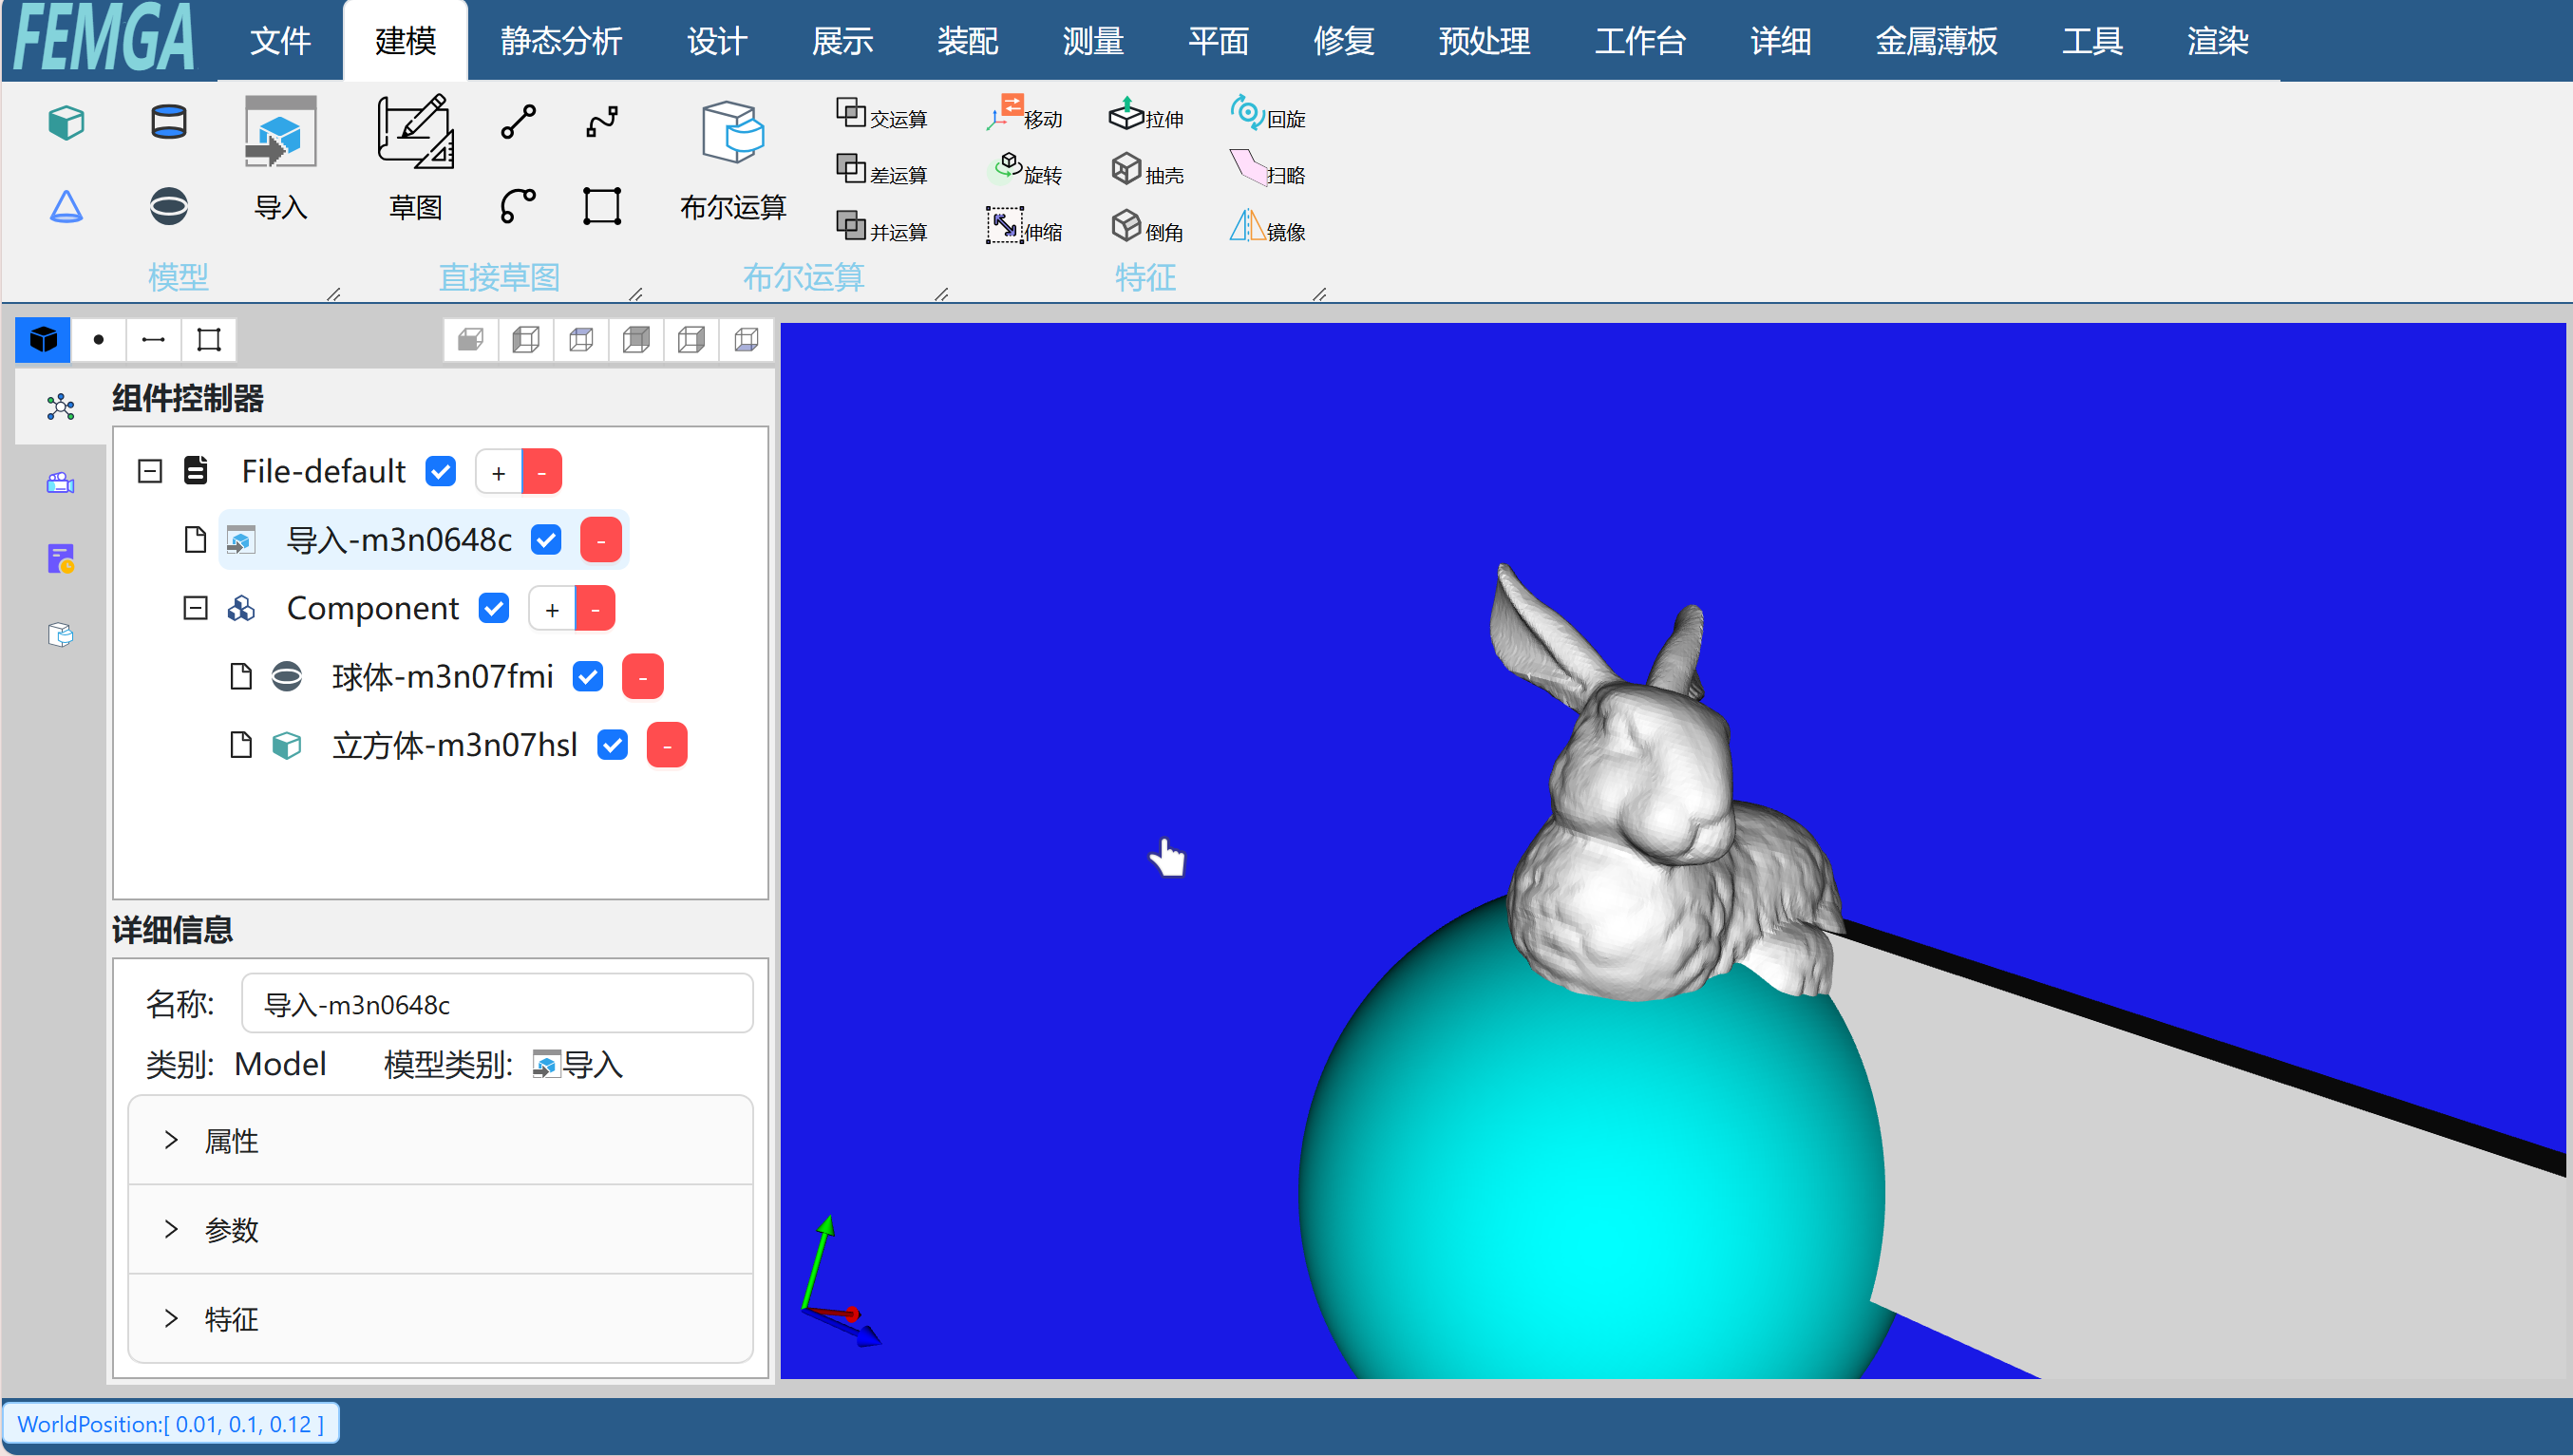 FEMGA 文件 建模 静态分析 设计 展示 装配 测量 平面 修复 预处理 工作台 详细 金属薄板 工具 渲染
交运算 移动 拉伸 回旋
差运算 旋转 抽壳 扫略
导入 草图 布尔运算
并运算 伸缩 倒角 镜像
模型 直接草图 布尔运算 特征
组件控制器
File-default + -
导入-m3n0648c -
Component + -
球体-m3n07fmi -
立方体-m3n07hsl -
详细信息
名称: 导入-m3n0648c
类别: Model 模型类别: 导入
属性
参数
特征
WorldPosition:[ 0.01, 0.1, 0.12 ]